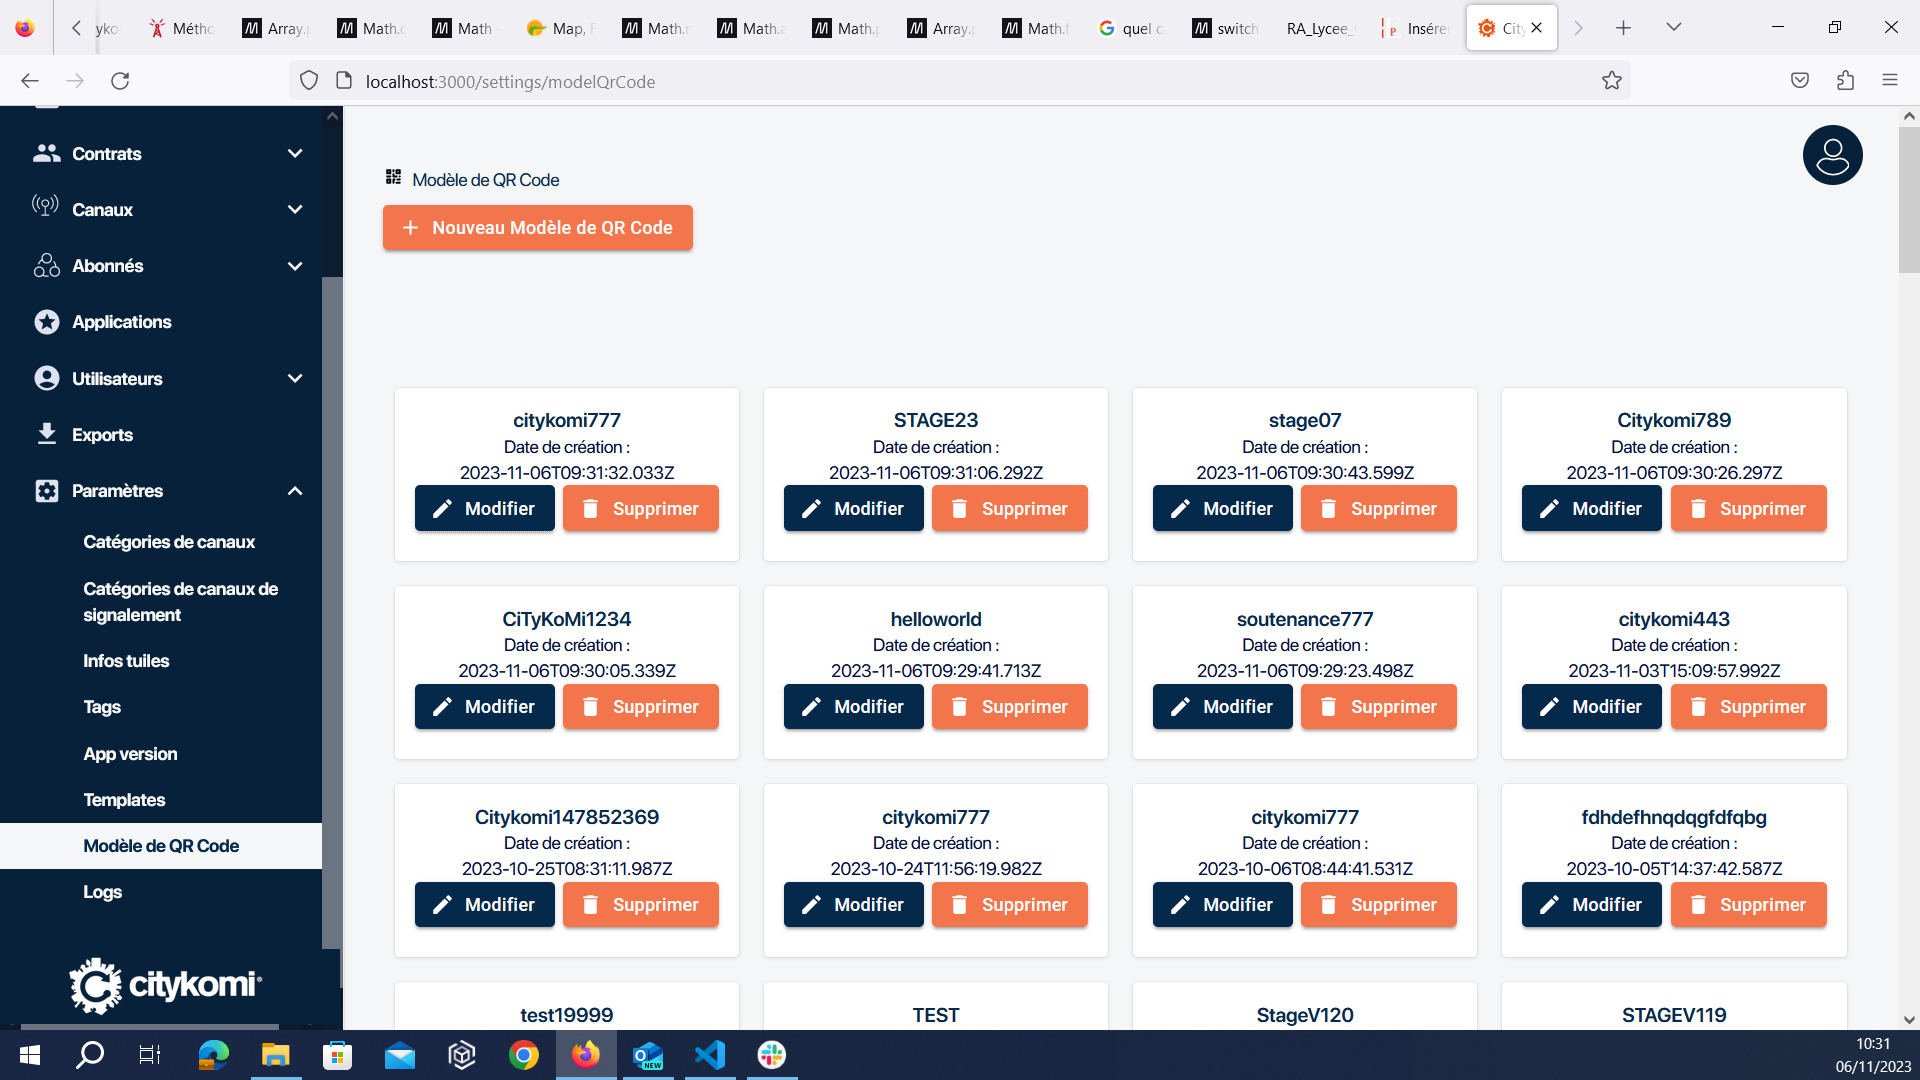 yko
Métho
Array.p
Math.c
Math -
Map, F
Math.r
Math.a
Math.p
Array.p
Math.f
quel ca
switch
RA_Lycee_
Insérer
City
localhost:3000/settings/modelQrCode
Contrats
Canaux
Abonnés
Applications
Utilisateurs
Exports
Paramètres
Catégories de canaux
Catégories de canaux de
signalement
Infos tuiles
Tags
App version
Templates
Modèle de QR Code
Logs
citykomi®
Modèle de QR Code
+ Nouveau Modèle de QR Code
citykomi777
Date de création :
2023-11-06T09:31:32.033Z
Modifier Supprimer
STAGE23
Date de création :
2023-11-06T09:31:06.292Z
Modifier Supprimer
stage07
Date de création :
2023-11-06T09:30:43.599Z
Modifier Supprimer
Citykomi789
Date de création :
2023-11-06T09:30:26.297Z
Modifier Supprimer
CiTyKoMi1234
Date de création :
2023-11-06T09:30:05.339Z
Modifier Supprimer
helloworld
Date de création :
2023-11-06T09:29:41.713Z
Modifier Supprimer
soutenance777
Date de création :
2023-11-06T09:29:23.498Z
Modifier Supprimer
citykomi443
Date de création :
2023-11-03T15:09:57.992Z
Modifier Supprimer
Citykomi147852369
Date de création :
2023-10-25T08:31:11.987Z
Modifier Supprimer
citykomi777
Date de création :
2023-10-24T11:56:19.982Z
Modifier Supprimer
citykomi777
Date de création :
2023-10-06T08:44:41.531Z
Modifier Supprimer
fdhdefhnqdqgfdfqbg
Date de création :
2023-10-05T14:37:42.587Z
Modifier Supprimer
test19999
TEST
StageV120
STAGEV119
NEW
10:31
06/11/2023